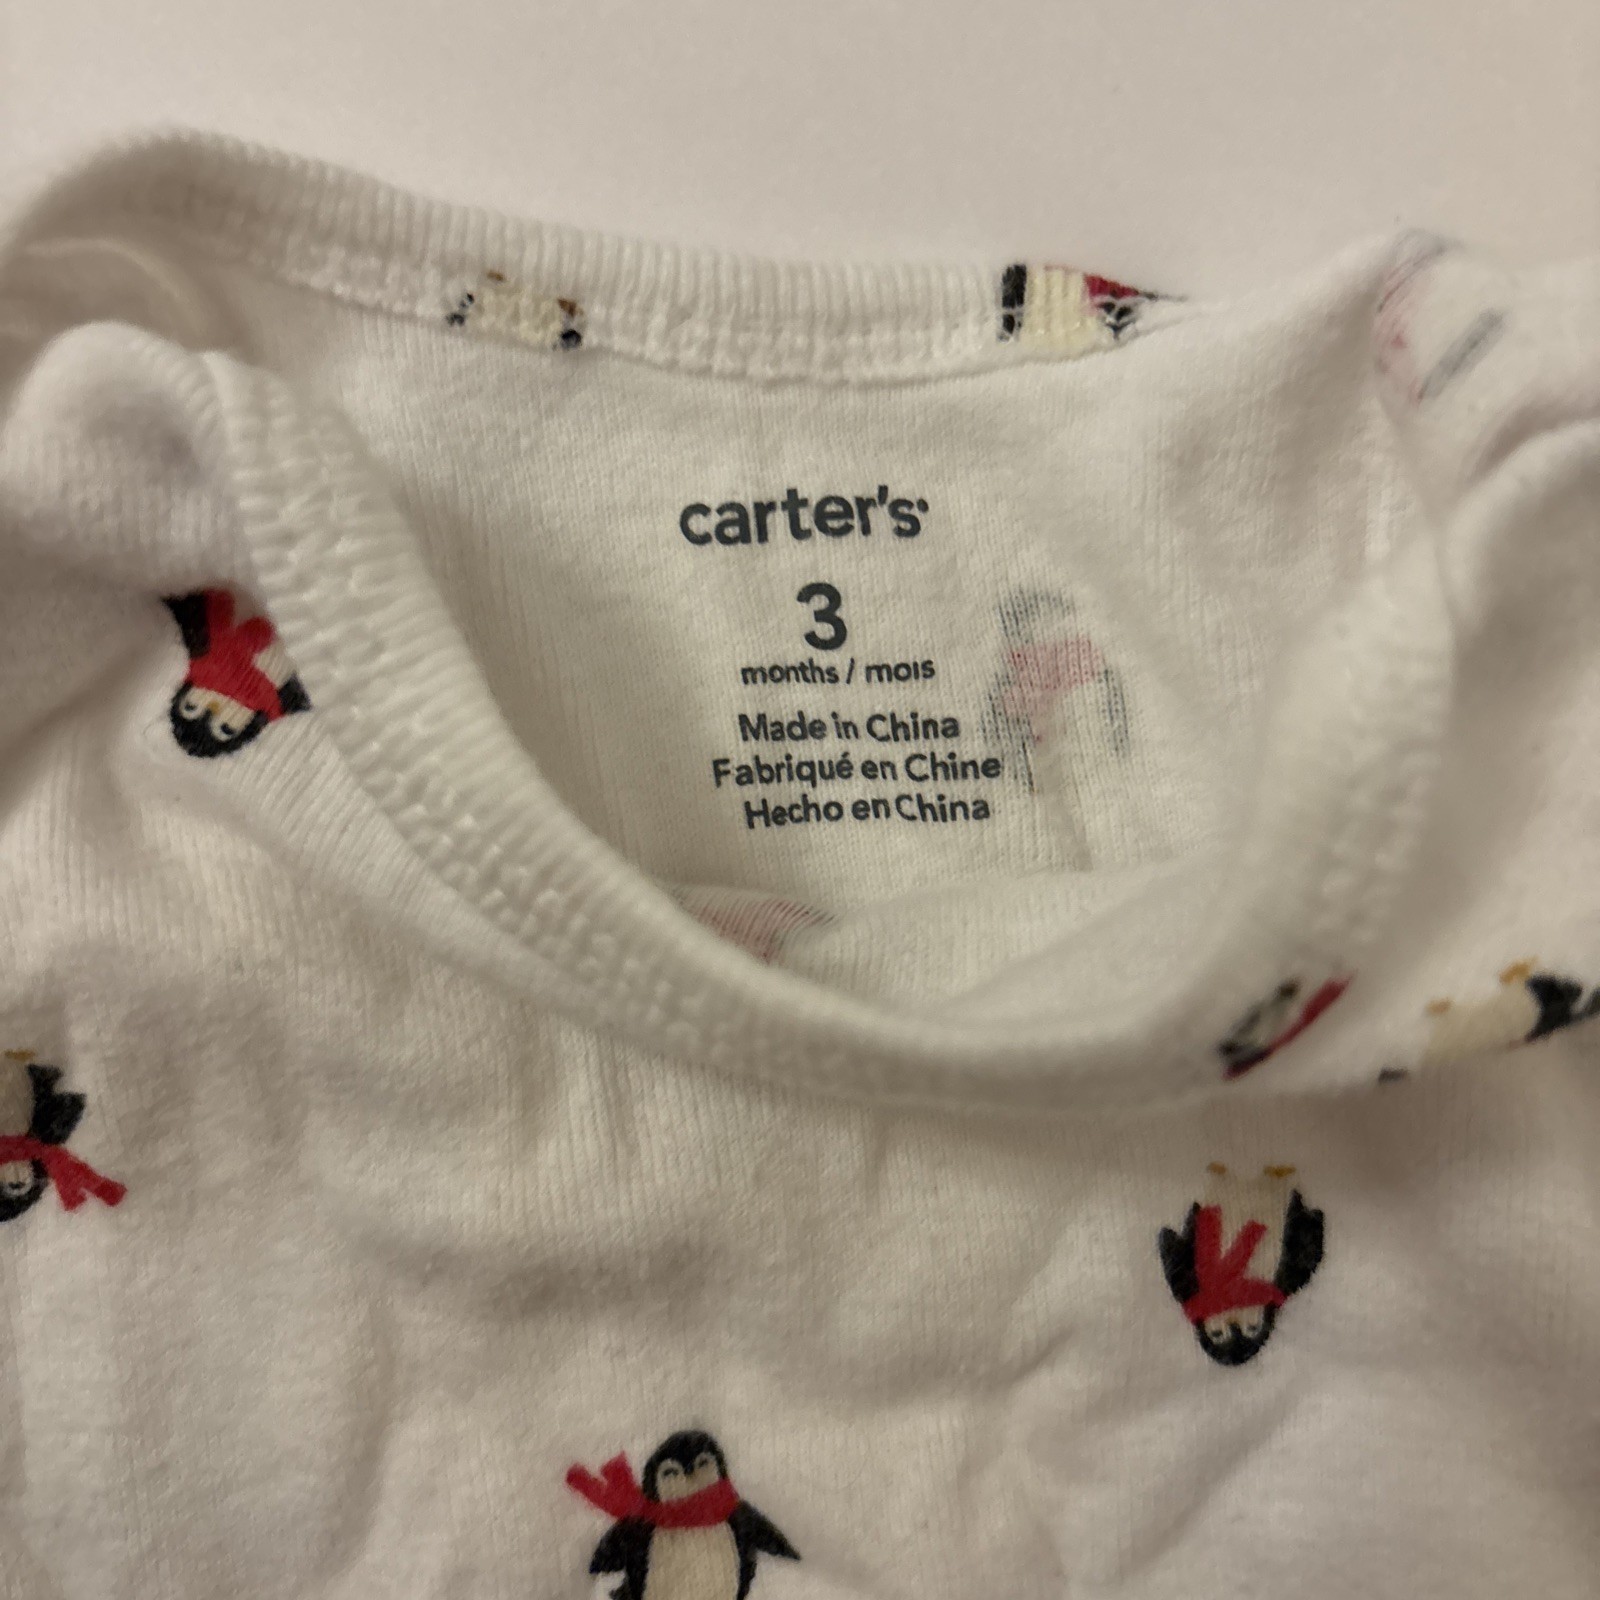 carter's
3
months / mois
Made in China
Fabriqué en Chine
Hecho en China